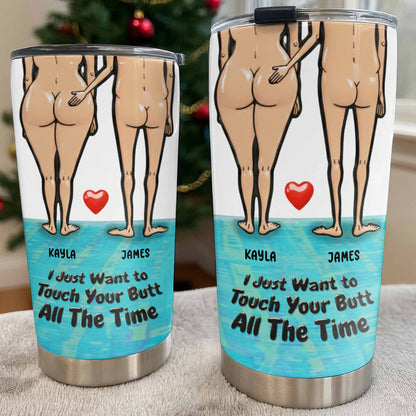 KAYLA JAMES
I Just Want to
Touch Your Butt
All The Time
KAYLA JAMES
I Just Want to
Touch Your Butt
All The Time